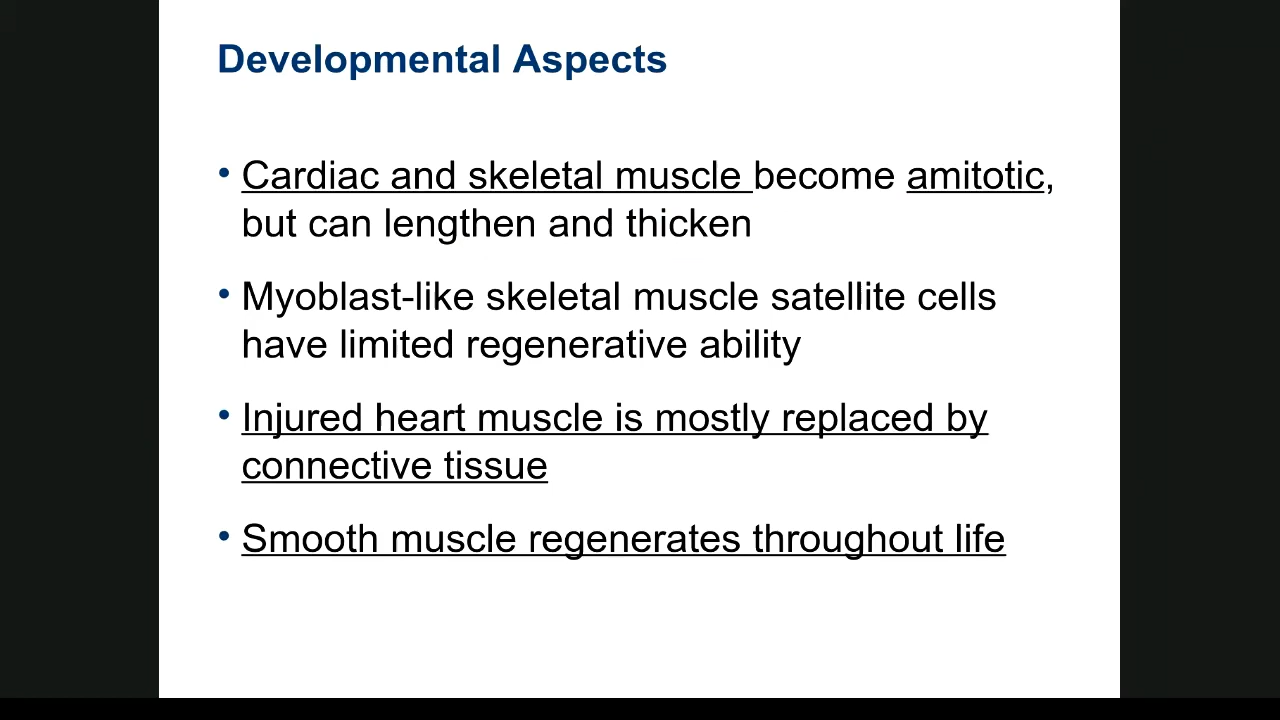 Developmental Aspects
• Cardiac and skeletal muscle become amitotic,
but can lengthen and thicken
• Myoblast-like skeletal muscle satellite cells
have limited regenerative ability
• Injured heart muscle is mostly replaced by
connective tissue
• Smooth muscle regenerates throughout life